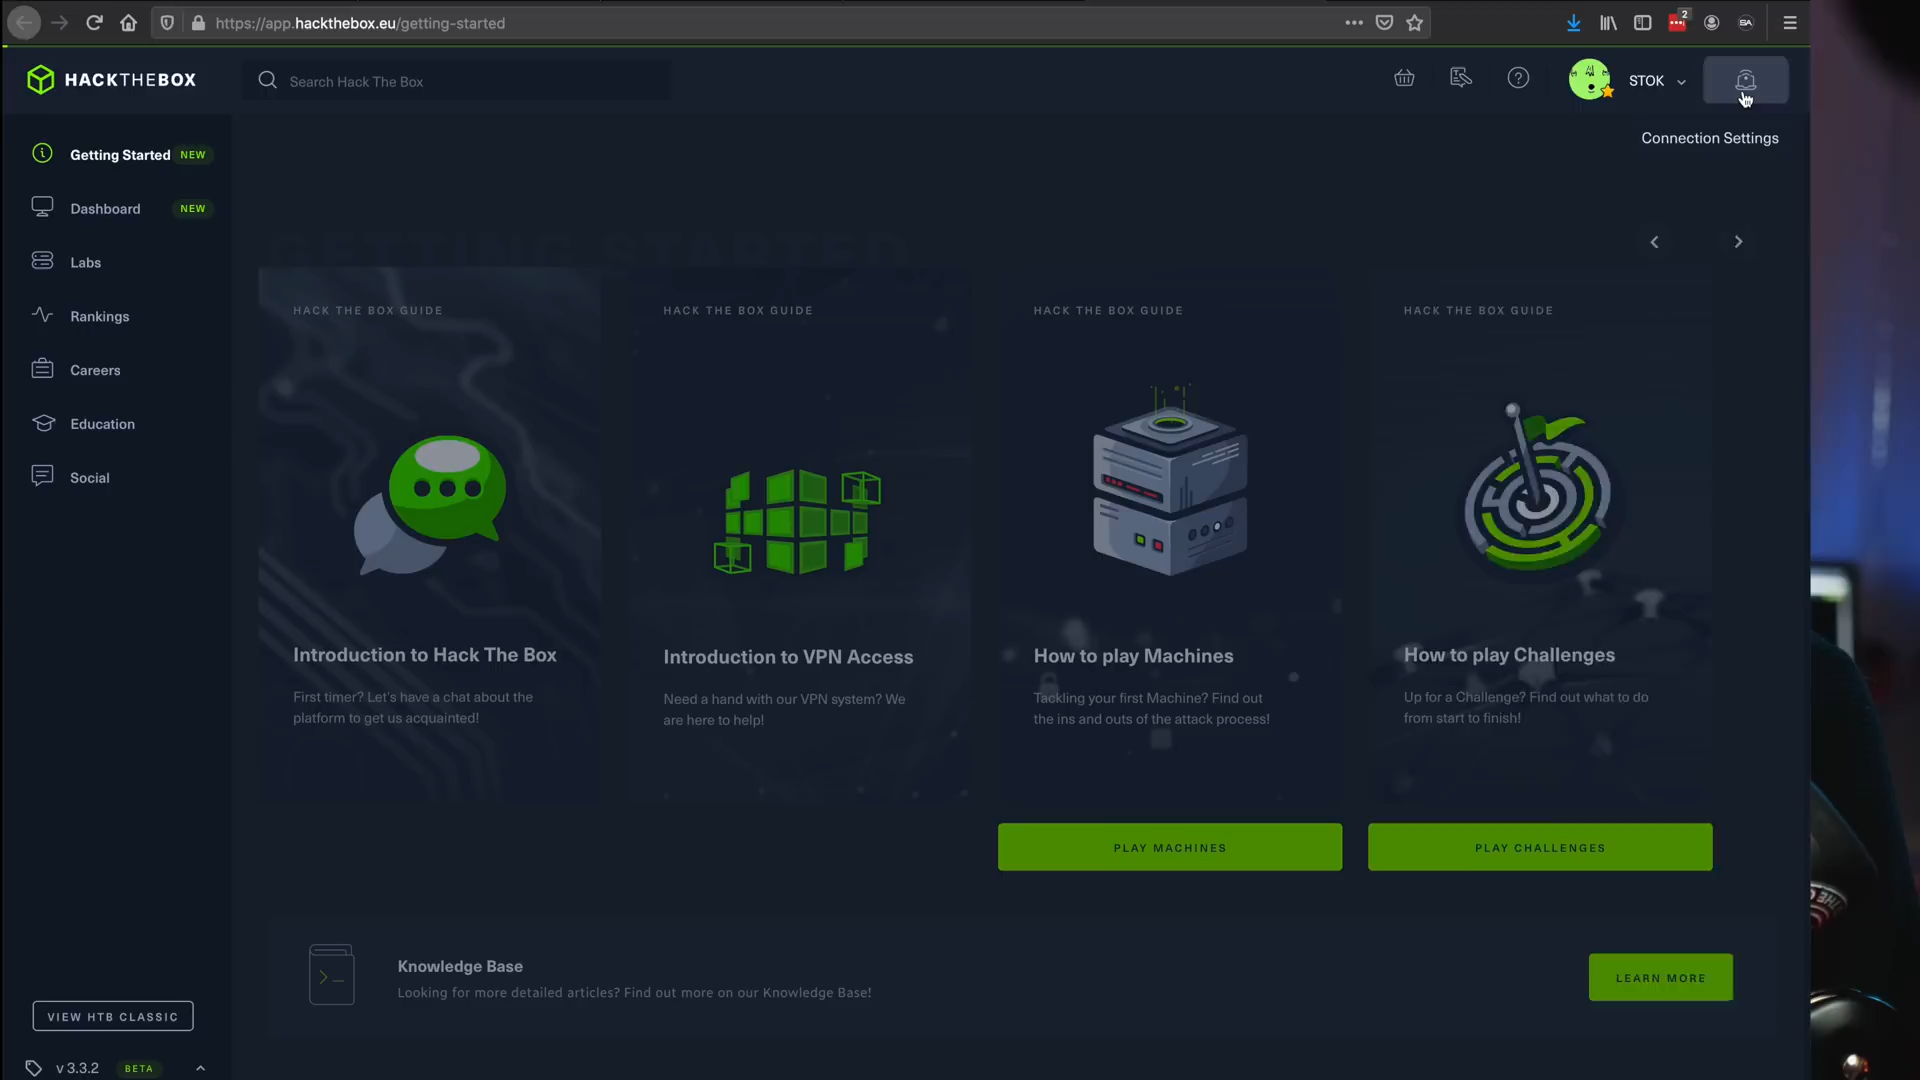 https://app.hackthebox.eu/getting-started
2
HACKTHEBOX
Search Hack The Box
STOK
Connection Settings
Getting Started NEW
Dashboard NEW
Labs
Rankings
Careers
Education
Social
GETTING STARTED
HACK THE BOX GUIDE
Introduction to Hack The Box
First timer? Let's have a chat about the
platform to get us acquainted!
HACK THE BOX GUIDE
Introduction to VPN Access
Need a hand with our VPN system? We
are here to help!
HACK THE BOX GUIDE
How to play Machines
Tackling your first Machine? Find out
the ins and outs of the attack process!
PLAY MACHINES
HACK THE BOX GUIDE
How to play Challenges
Up for a Challenge? Find out what to do
from start to finish!
PLAY CHALLENGES
Knowledge Base
Looking for more detailed articles? Find out more on our Knowledge Base!
LEARN MORE
VIEW HTB CLASSIC
v 3.3.2 BETA